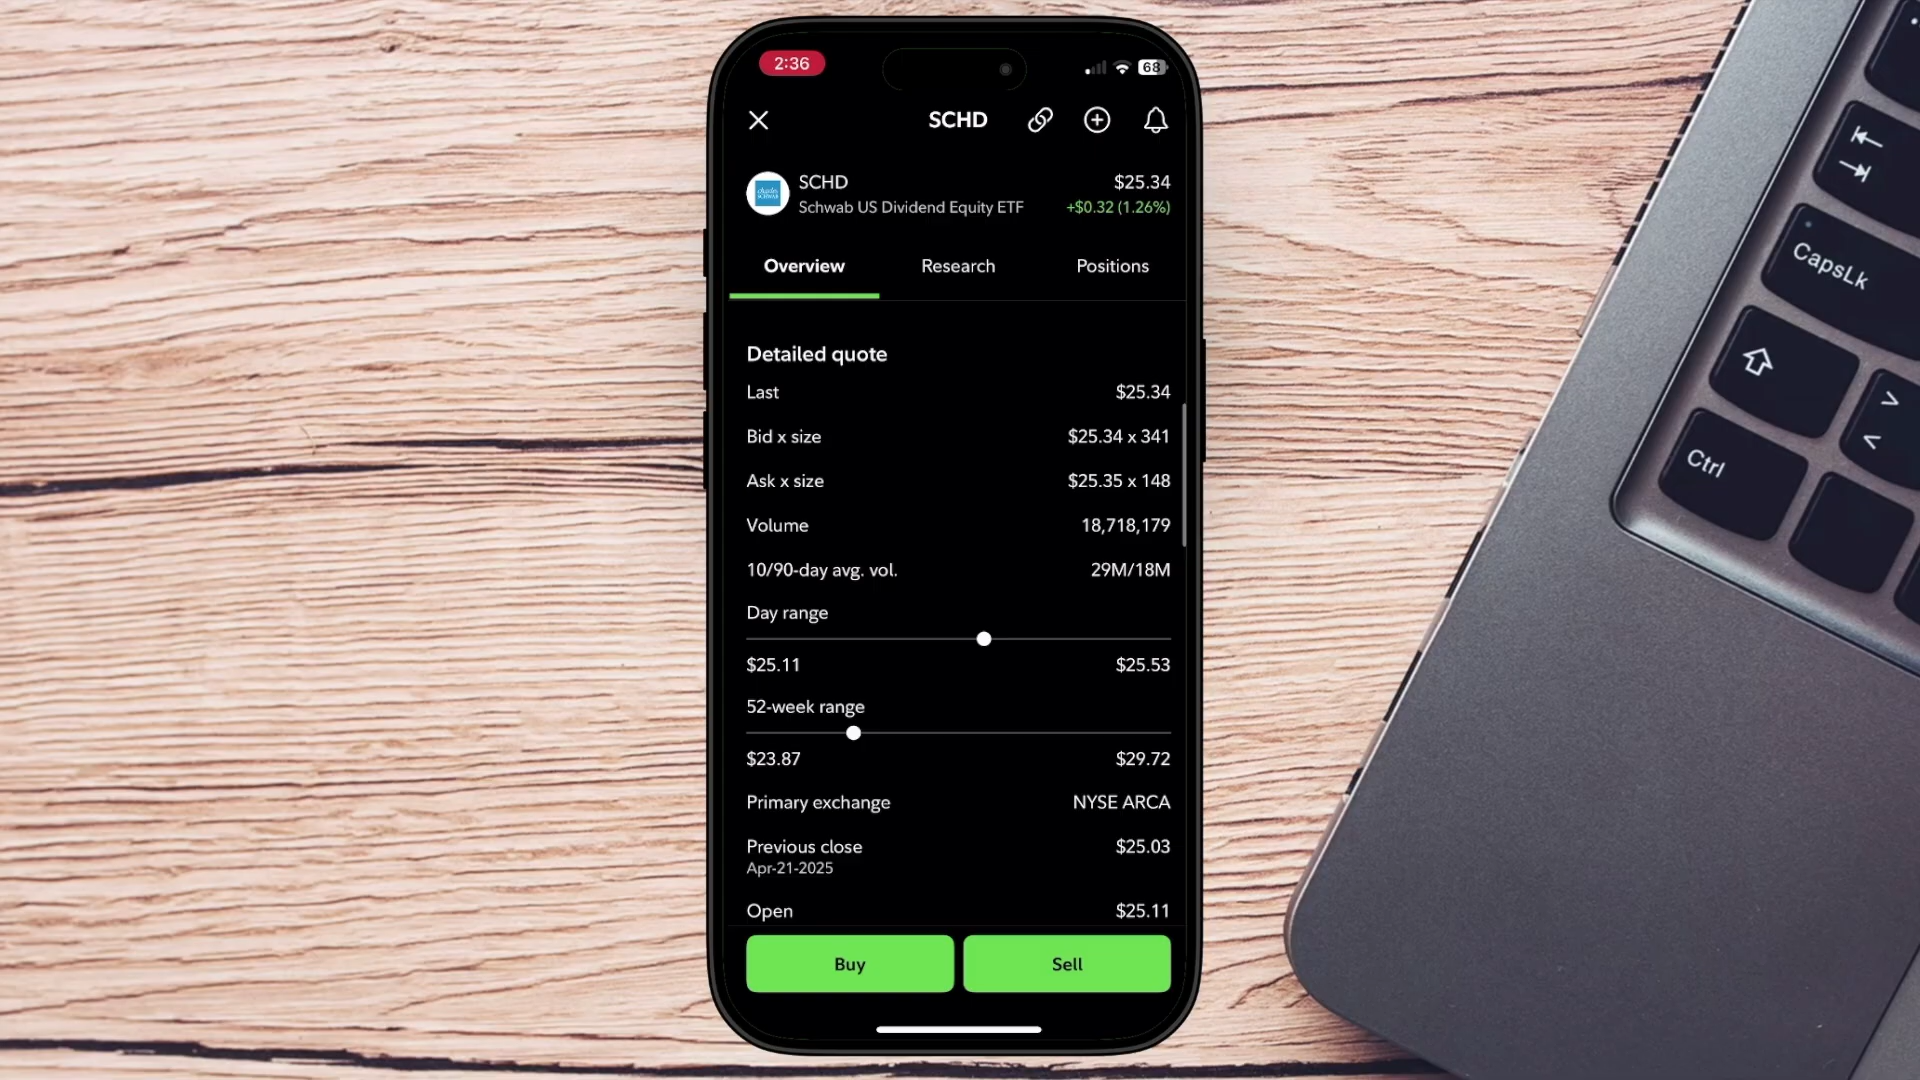 2:36
68
SCHD
SCHD
$25.34
Schwab US Dividend Equity ETF
+$0.32 (1.26%)
charles
SCHWAB
Overview
Research
Positions
Detailed quote
Last
$25.34
Bid x size
$25.34 x 341
Ask x size
$25.35 x 148
Volume
18,718,179
10/90-day avg. vol.
29M/18M
Day range
$25.11
$25.53
52-week range
$23.87
$29.72
Primary exchange
NYSE ARCA
Previous close
$25.03
Apr-21-2025
Open
$25.11
Buy
Sell
CapsLk
Ctrl
>
<